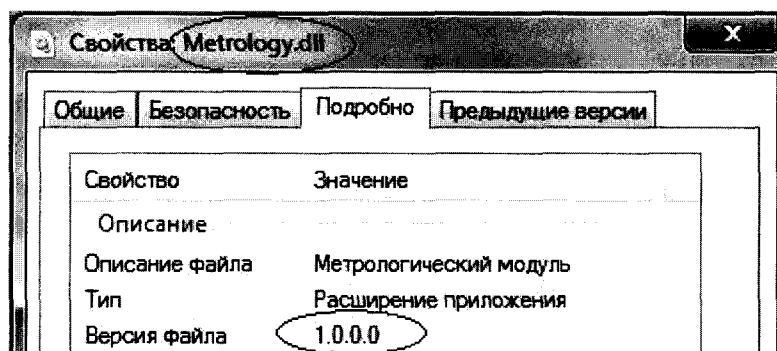 Свойства: Metrology.dll
Общие Безопасность Подробно Предыдущие версии
Свойство Значение
Описание
Описание файла Метрологический модуль
Тип Расширение приложения
Версия файла 1.0.0.0